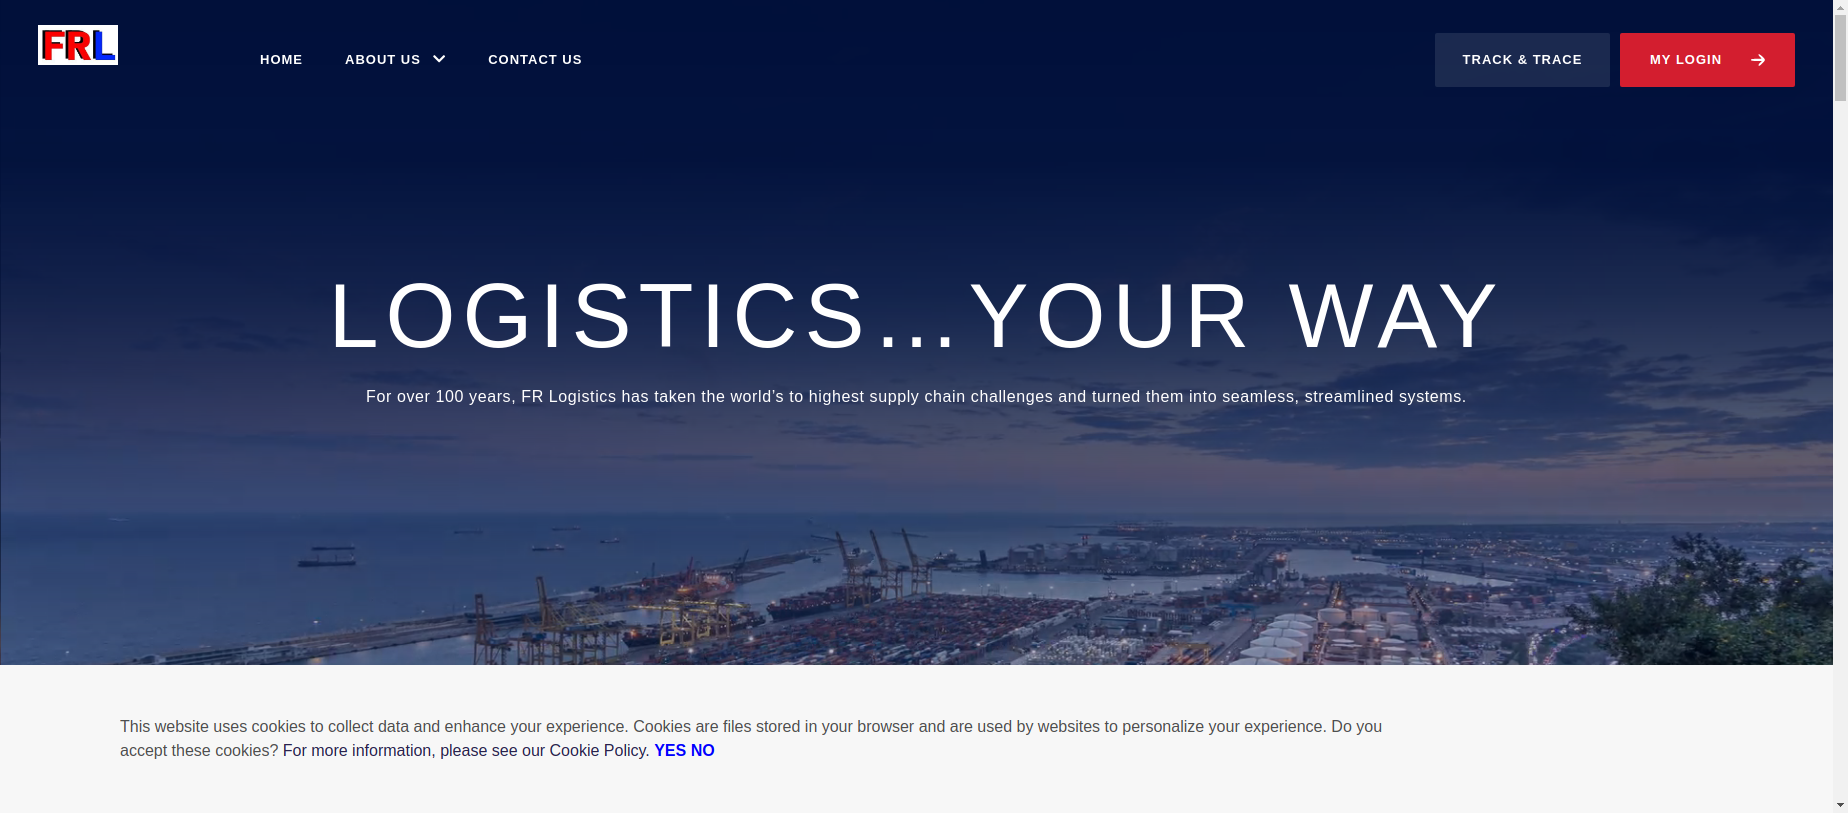 FRL
HOME
ABOUT US
CONTACT US
TRACK & TRACE
MY LOGIN
LOGISTICS...YOUR WAY
For over 100 years, FR Logistics has taken the world's to highest supply chain challenges and turned them into seamless, streamlined systems.
This website uses cookies to collect data and enhance your experience. Cookies are files stored in your browser and are used by websites to personalize your experience. Do you
accept these cookies? For more information, please see our Cookie Policy. YES NO